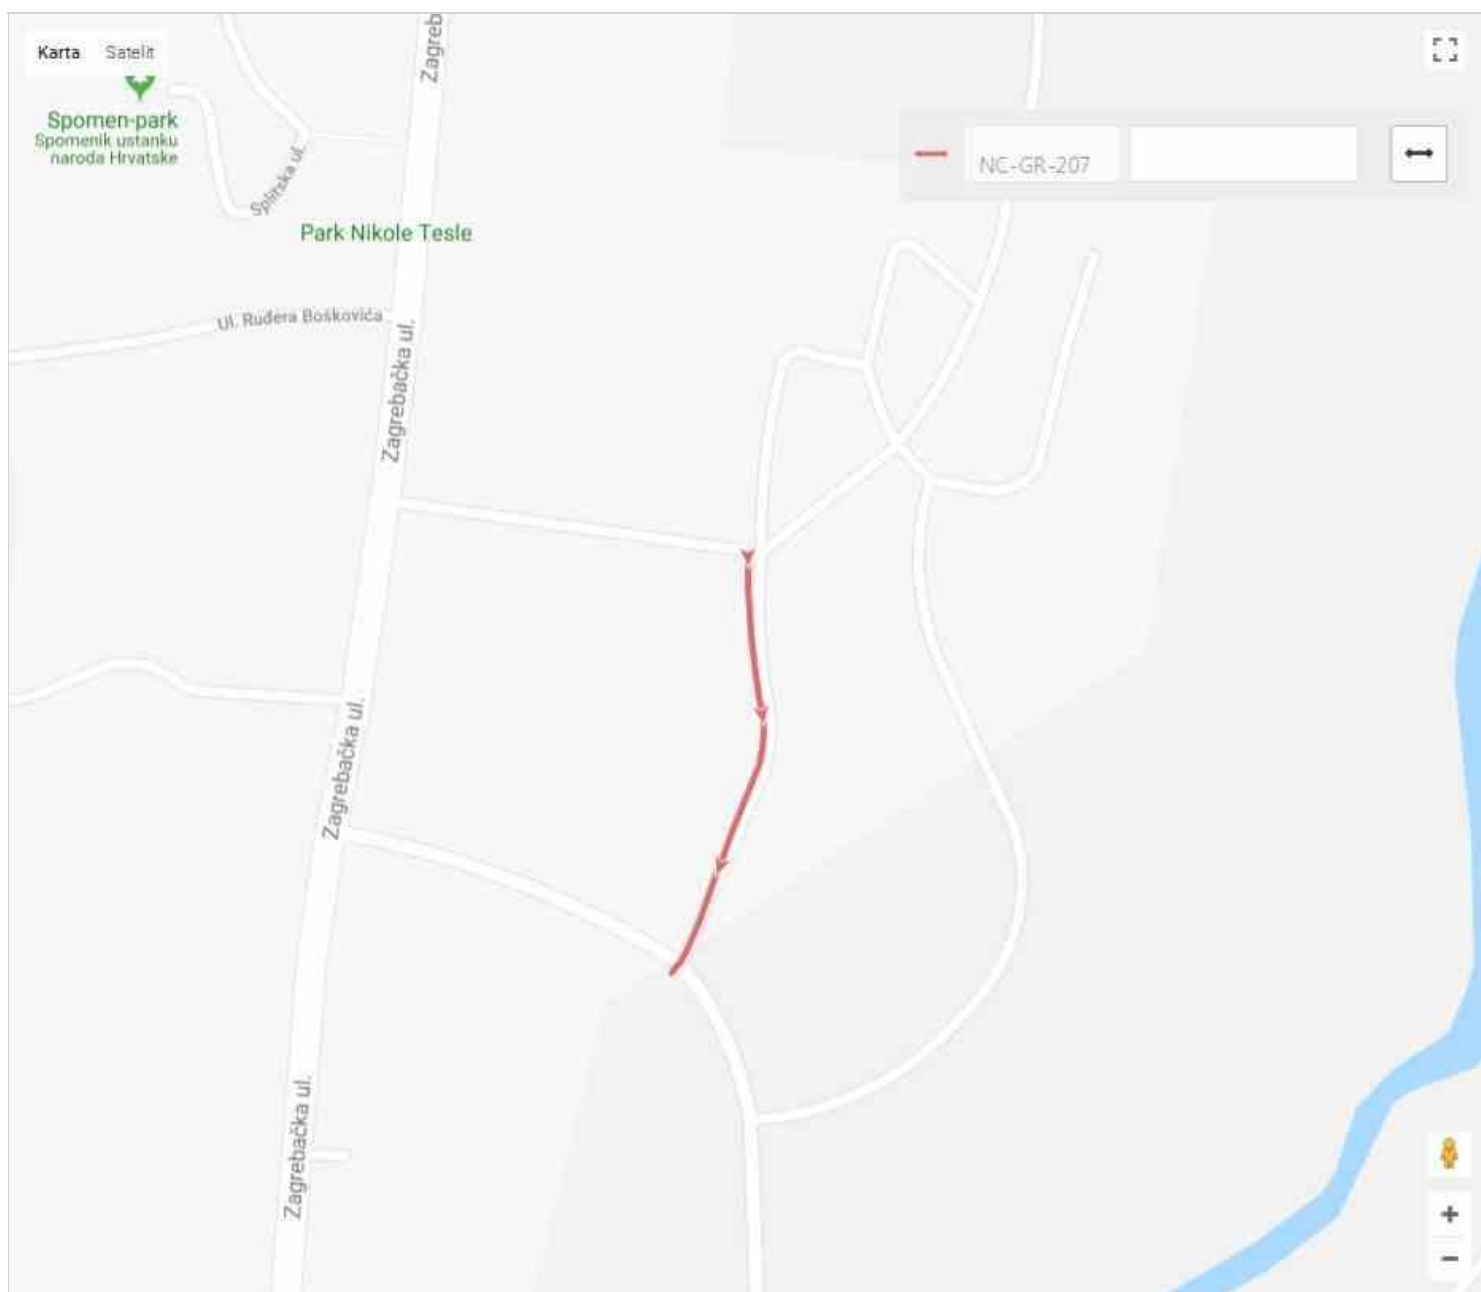 Karta Satelit
Zagreb
Spomen-park
Spomenik ustanku
naroda Hrvatske
Splitska ul.
NC-GR-207
Park Nikole Tesle
Ul. Ruđera Boškovića
Zagrebačka ul.
Zagrebačka ul.
Zagrebačka ul.
+
−